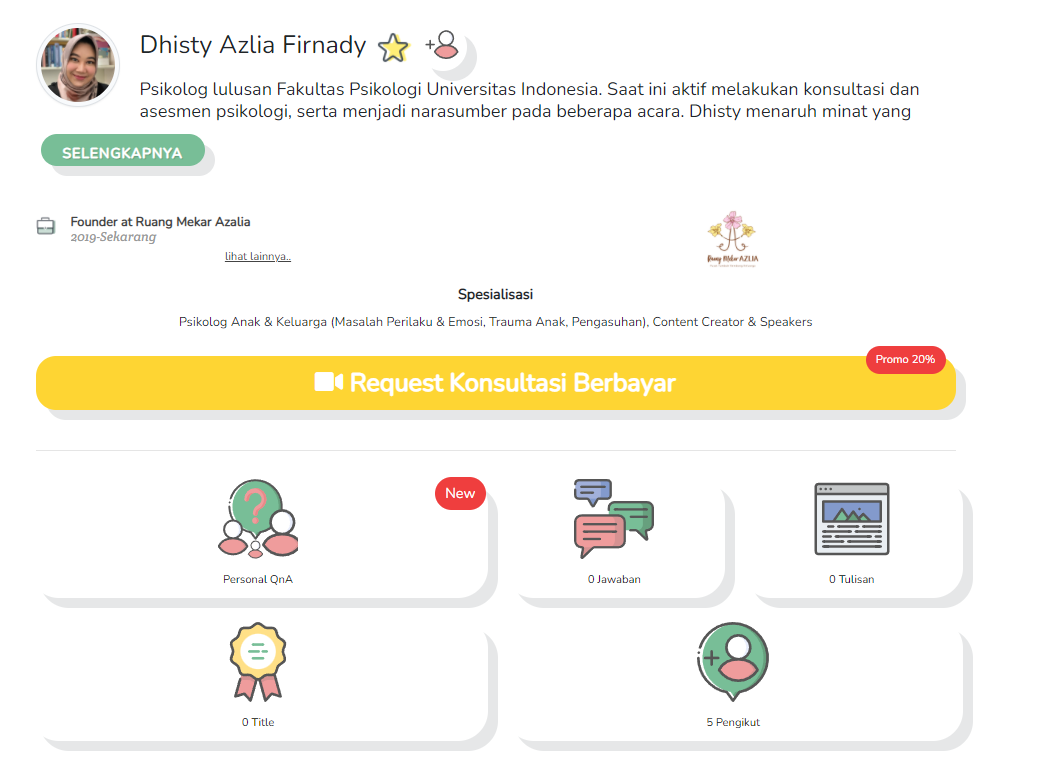 Dhisty Azlia Firnady
Psikolog lulusan Fakultas Psikologi Universitas Indonesia. Saat ini aktif melakukan konsultasi dan
asesmen psikologi, serta menjadi narasumber pada beberapa acara. Dhisty menaruh minat yang
SELENGKAPNYA
Founder at Ruang Mekar Azalia
2019-Sekarang
lihat lainnya..
Ruang Mekar AZLIA
Spesialisasi
Psikolog Anak & Keluarga (Masalah Perilaku & Emosi, Trauma Anak, Pengasuhan), Content Creator & Speakers
Promo 20%
Request Konsultasi Berbayar
New
Personal QnA
0 Jawaban
0 Tulisan
0 Title
5 Pengikut